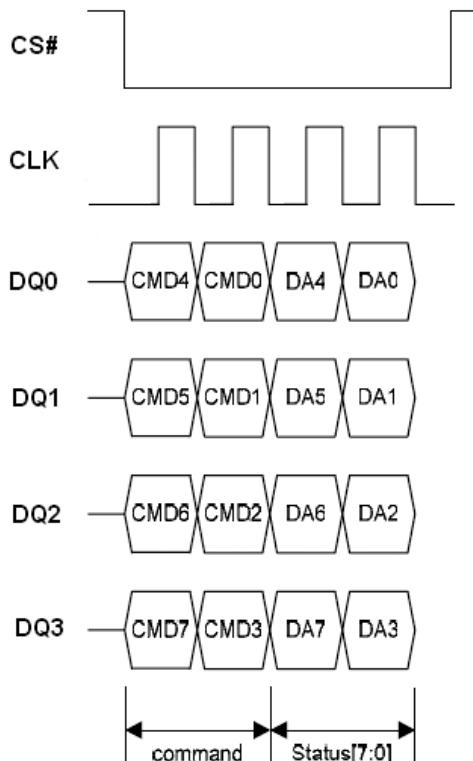 CS#
CLK
DQ0 CMD4 CMD0 DA4 DA0
DQ1 CMD5 CMD1 DA5 DA1
DQ2 CMD6 CMD2 DA6 DA2
DQ3 CMD7 CMD3 DA7 DA3
command Status[7:0]